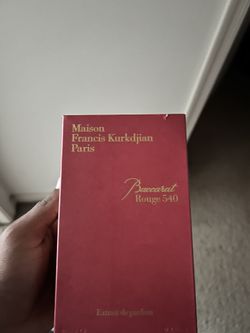 Maison
Francis Kurkdjian
Paris
Baccarat
Rouge 540
Extrait de parfum